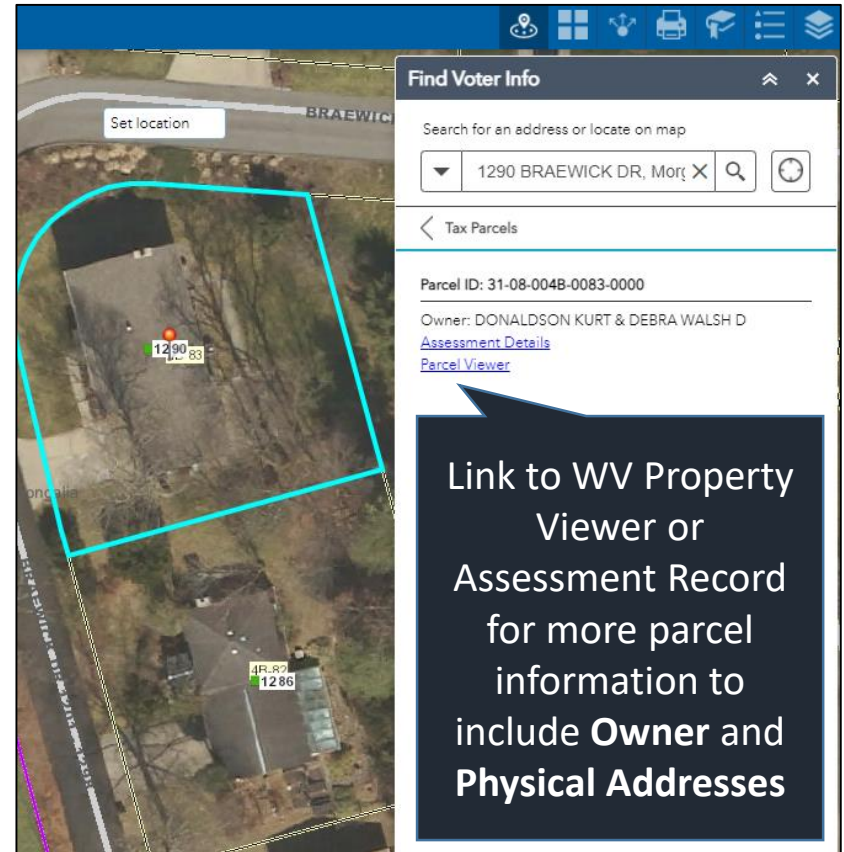 Find Voter Info
Set location
BRAEWIC
Search for an address or locate on map
1290 BRAEWICK DR, Morg
Tax Parcels
Parcel ID: 31-08-004B-0083-0000
Owner: DONALDSON KURT & DEBRA WALSH D
Assessment Details
Parcel Viewer
1290
83
ongalia
4B-82
1286
Link to WV Property
Viewer or
Assessment Record
for more parcel
information to
include Owner and
Physical Addresses